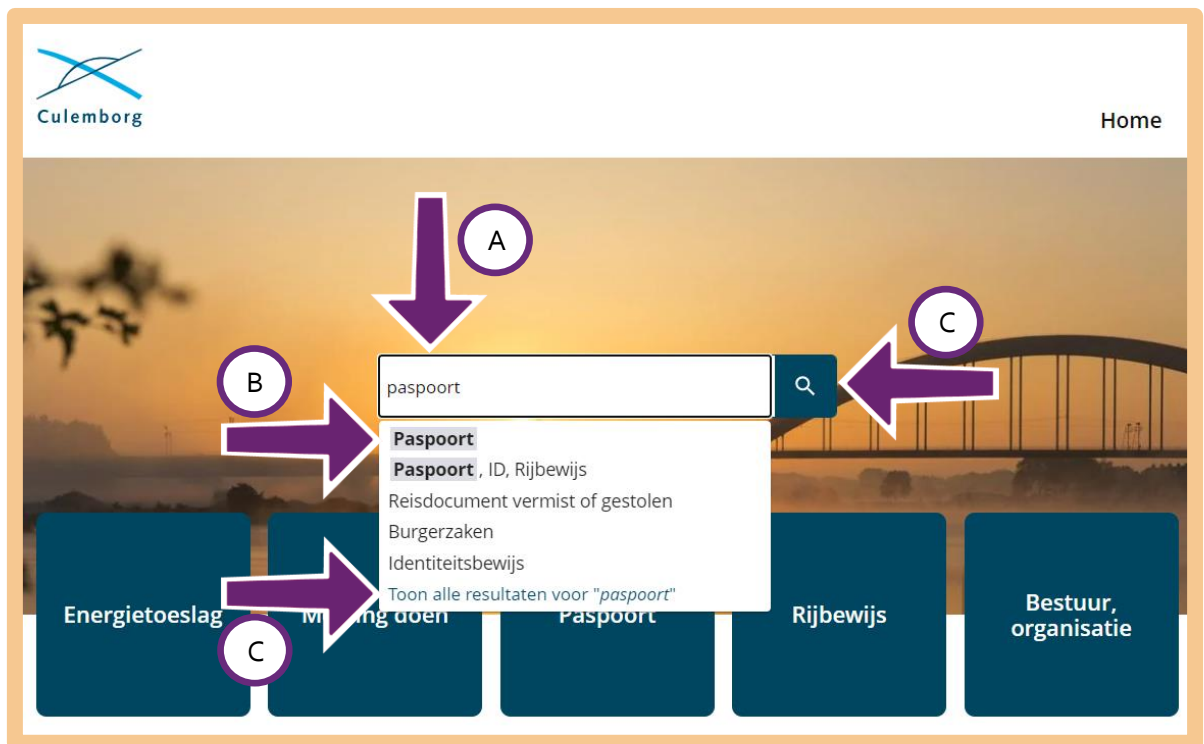 Culemborg
Home
A
C
B
paspoort
Paspoort
Paspoort, ID, Rijbewijs
Reisdocument vermist of gestolen
Burgerzaken
Identiteitsbewijs
Toon alle resultaten voor "paspoort"
C
Energietoeslag
doen
Paspoort
Rijbewijs
Bestuur,
organisatie